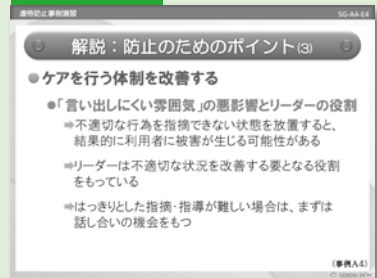 虐待防止事例演習 SG-A4-E4
解説：防止のためのポイント(3)
●ケアを行う体制を改善する
●「言い出しにくい雰囲気」の悪影響とリーダーの役割
⇒不適切な行為を指摘できない状態を放置すると、
結果的に利用者に被害が生じる可能性がある
⇒リーダーは不適切な状況を改善する要となる役割
をもっている
⇒はっきりとした指摘・指導が難しい場合は、まずは
話し合いの機会をもつ
(事例A4)